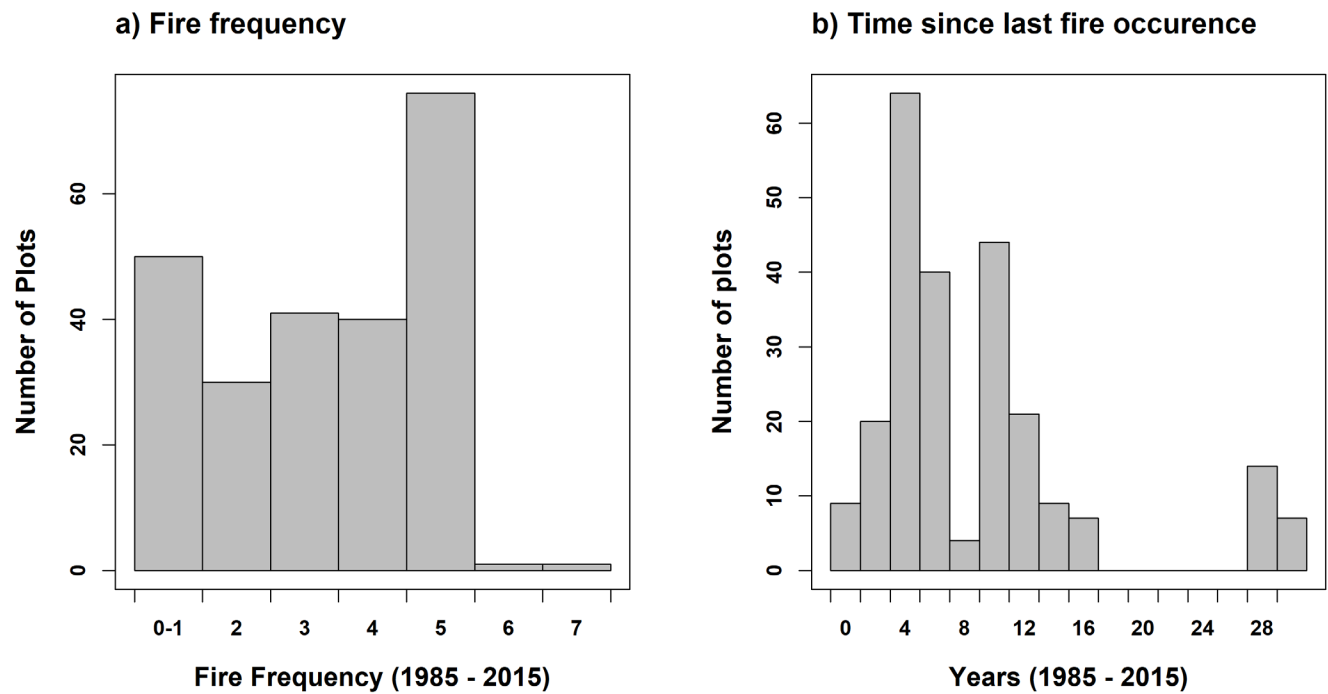 a) Fire frequency
Number of Plots
0
20
40
60
0-1 2 3 4 5 6 7
Fire Frequency (1985 - 2015)
b) Time since last fire occurence
Number of plots
0
10
20
30
40
50
60
0 4 8 12 16 20 24 28
Years (1985 - 2015)